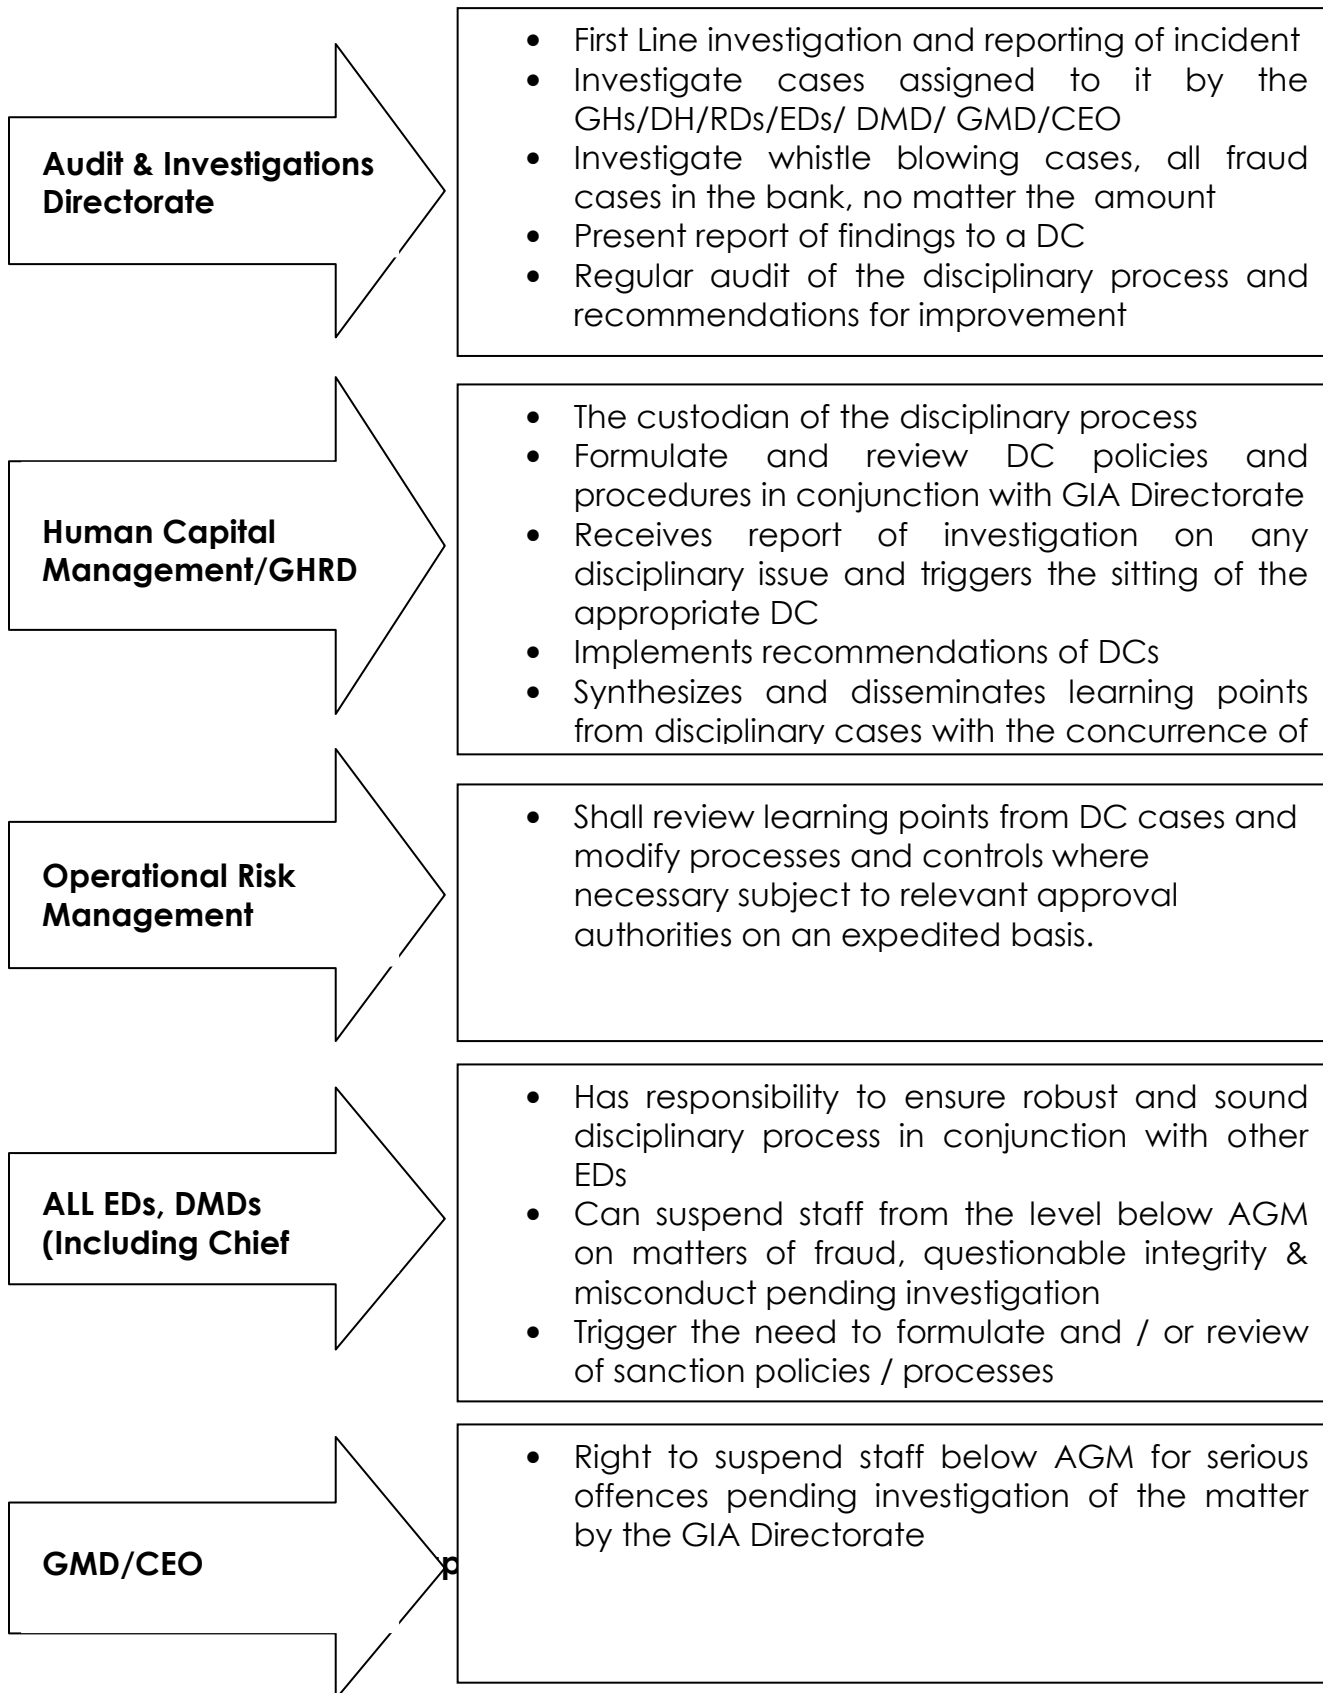 Audit & Investigations
Directorate
• First Line investigation and reporting of incident
• Investigate cases assigned to it by the
GHs/DH/RDs/EDs/ DMD/ GMD/CEO
• Investigate whistle blowing cases, all fraud
cases in the bank, no matter the amount
• Present report of findings to a DC
• Regular audit of the disciplinary process and
recommendations for improvement
Human Capital
Management/GHRD
• The custodian of the disciplinary process
• Formulate and review DC policies and
procedures in conjunction with GIA Directorate
• Receives report of investigation on any
disciplinary issue and triggers the sitting of the
appropriate DC
• Implements recommendations of DCs
• Synthesizes and disseminates learning points
from disciplinary cases with the concurrence of
Operational Risk
Management
• Shall review learning points from DC cases and
modify processes and controls where
necessary subject to relevant approval
authorities on an expedited basis.
ALL EDs, DMDs
(Including Chief
• Has responsibility to ensure robust and sound
disciplinary process in conjunction with other
EDs
• Can suspend staff from the level below AGM
on matters of fraud, questionable integrity &
misconduct pending investigation
• Trigger the need to formulate and / or review
of sanction policies / processes
GMD/CEO
• Right to suspend staff below AGM for serious
offences pending investigation of the matter
by the GIA Directorate